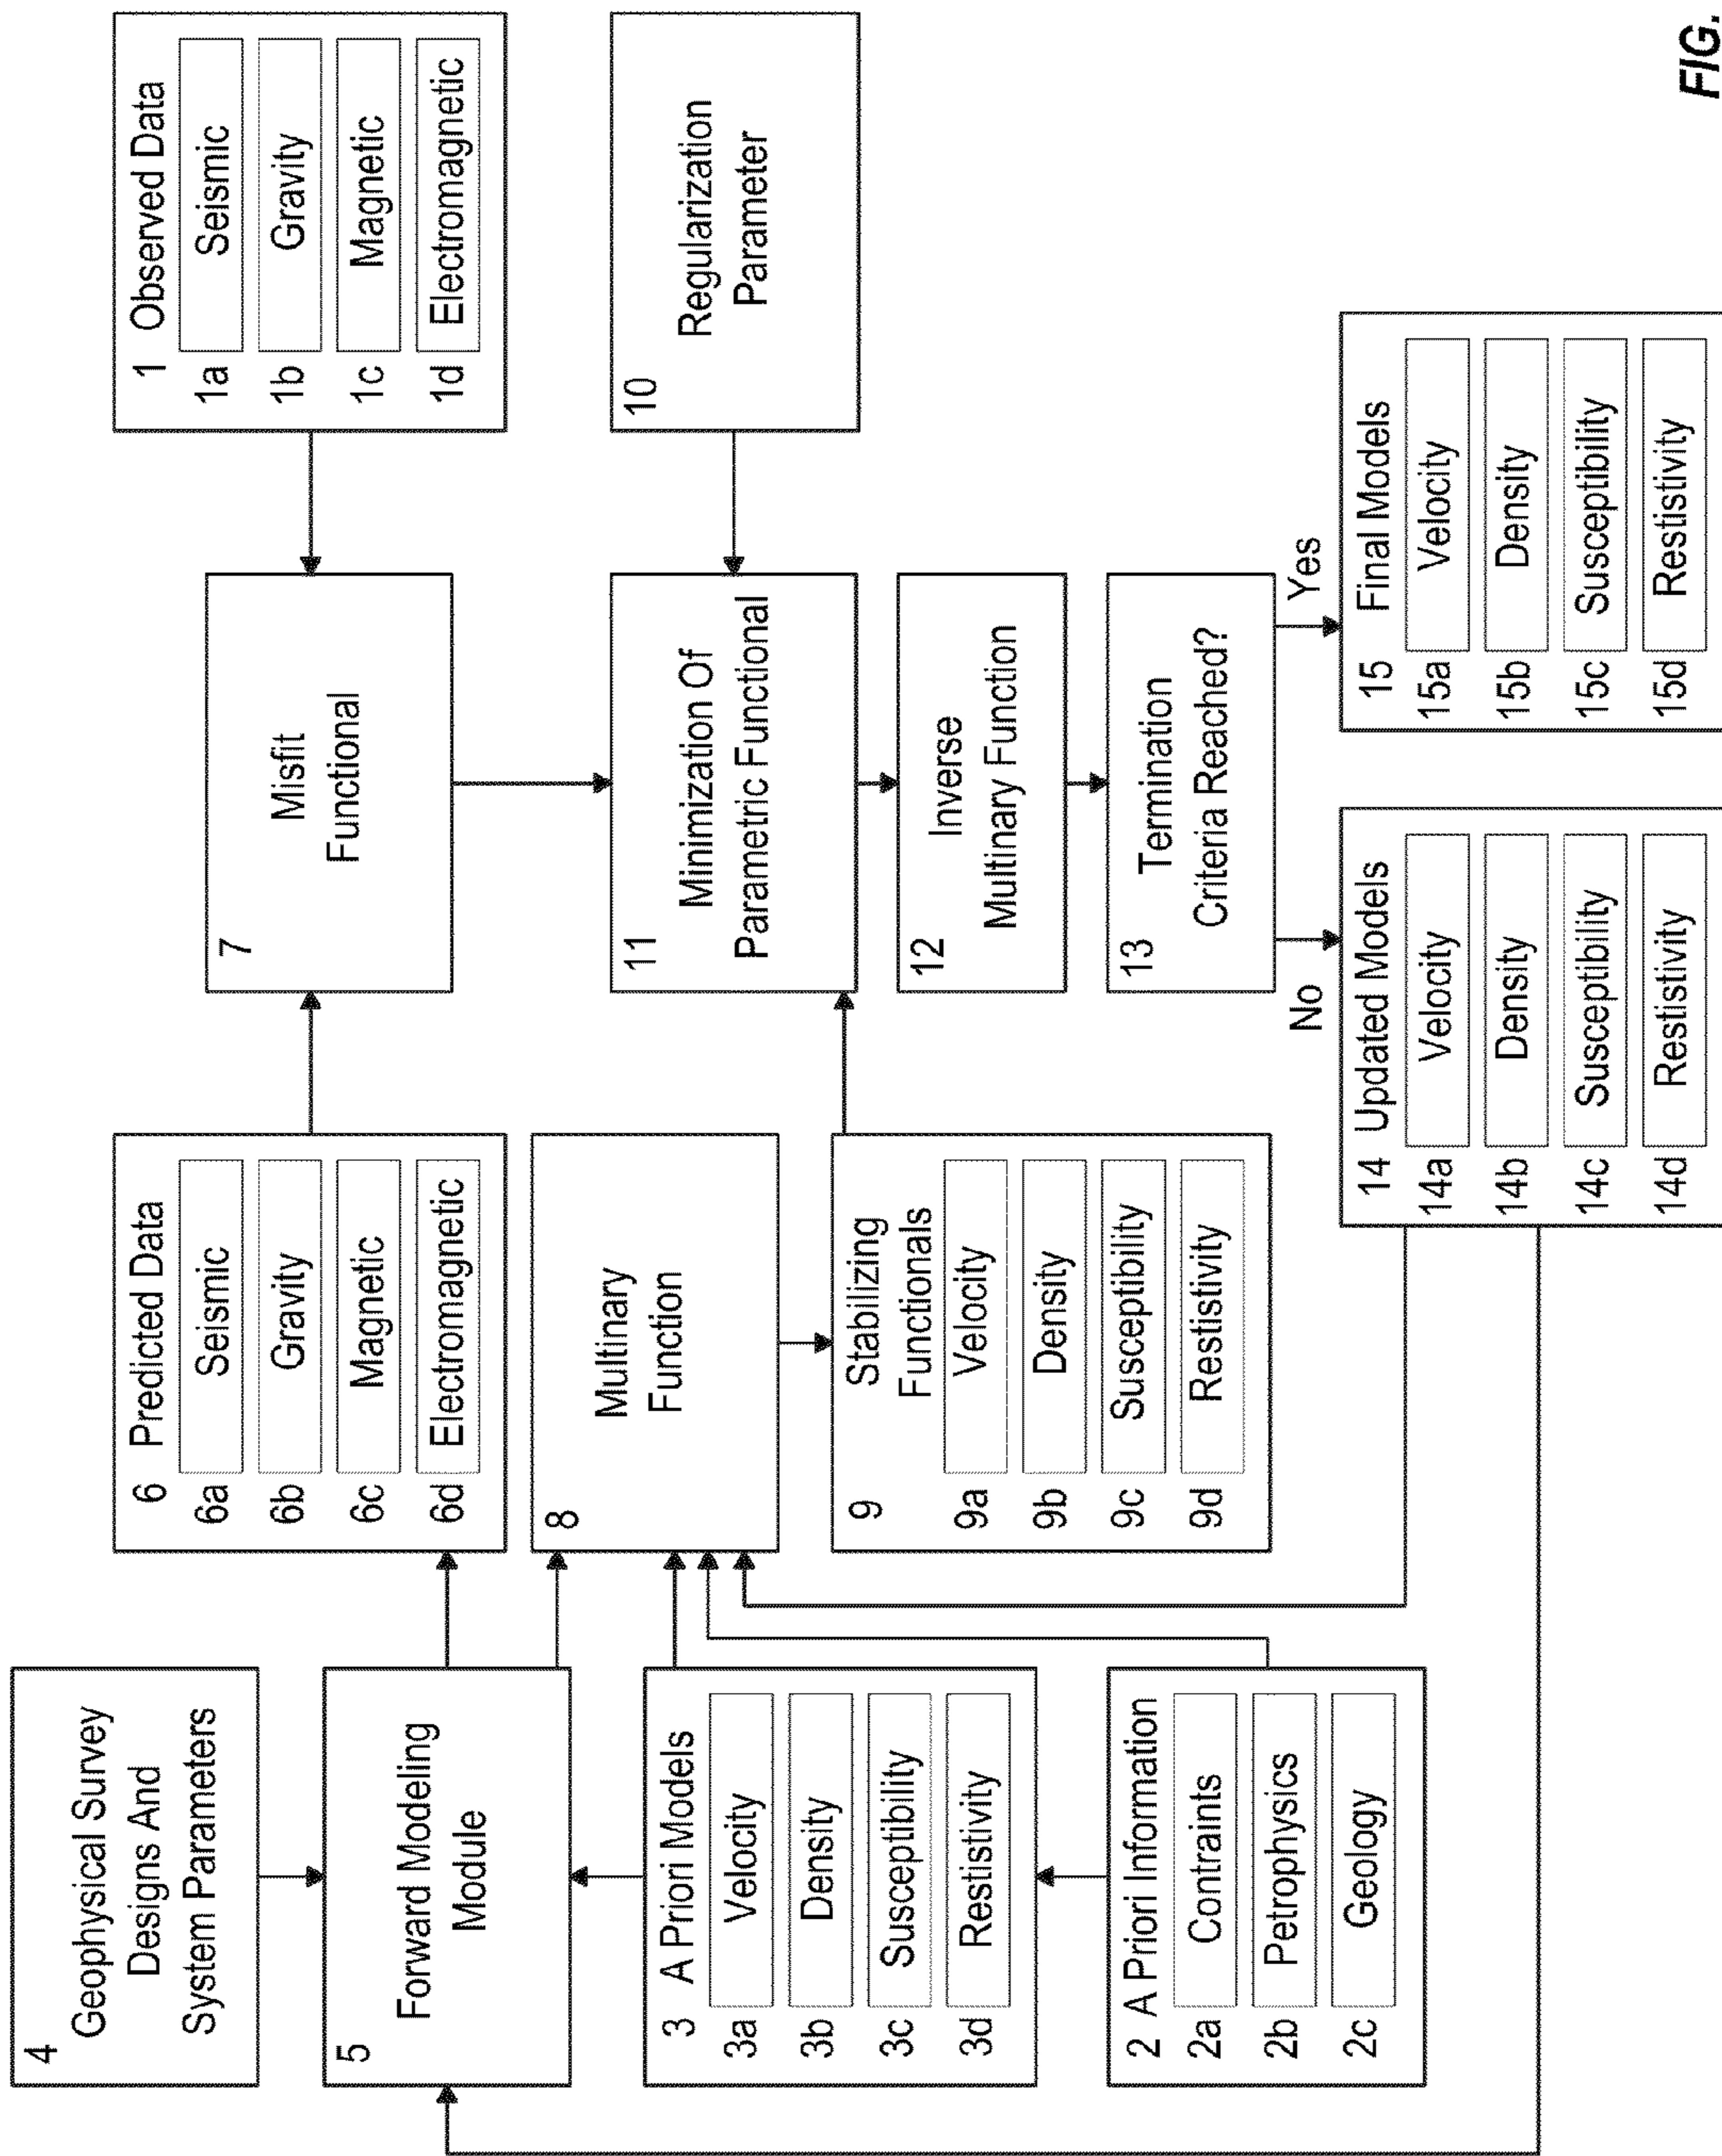 4
Geophysical Survey
Designs And
System Parameters
5
Forward Modeling
Module
3 A Priori Models
3a Velocity
3b Density
3c Susceptibility
3d Restistivity
2 A Priori Information
2a Contraints
2b Petrophysics
2c Geology
6 Predicted Data
6a Seismic
6b Gravity
6c Magnetic
6d Electromagnetic
8
Multinary
Function
9 Stabilizing
Functionals
9a Velocity
9b Density
9c Susceptibility
9d Restistivity
7
Misfit
Functional
11
Minimization Of
Parametric Functional
12
Inverse
Multinary Function
13
Termination
Criteria Reached?
No
Yes
14 Updated Models
14a Velocity
14b Density
14c Susceptibility
14d Restistivity
1 Observed Data
1a Seismic
1b Gravity
1c Magnetic
1d Electromagnetic
10
Regularization
Parameter
15 Final Models
15a Velocity
15b Density
15c Susceptibility
15d Restistivity
FIG.